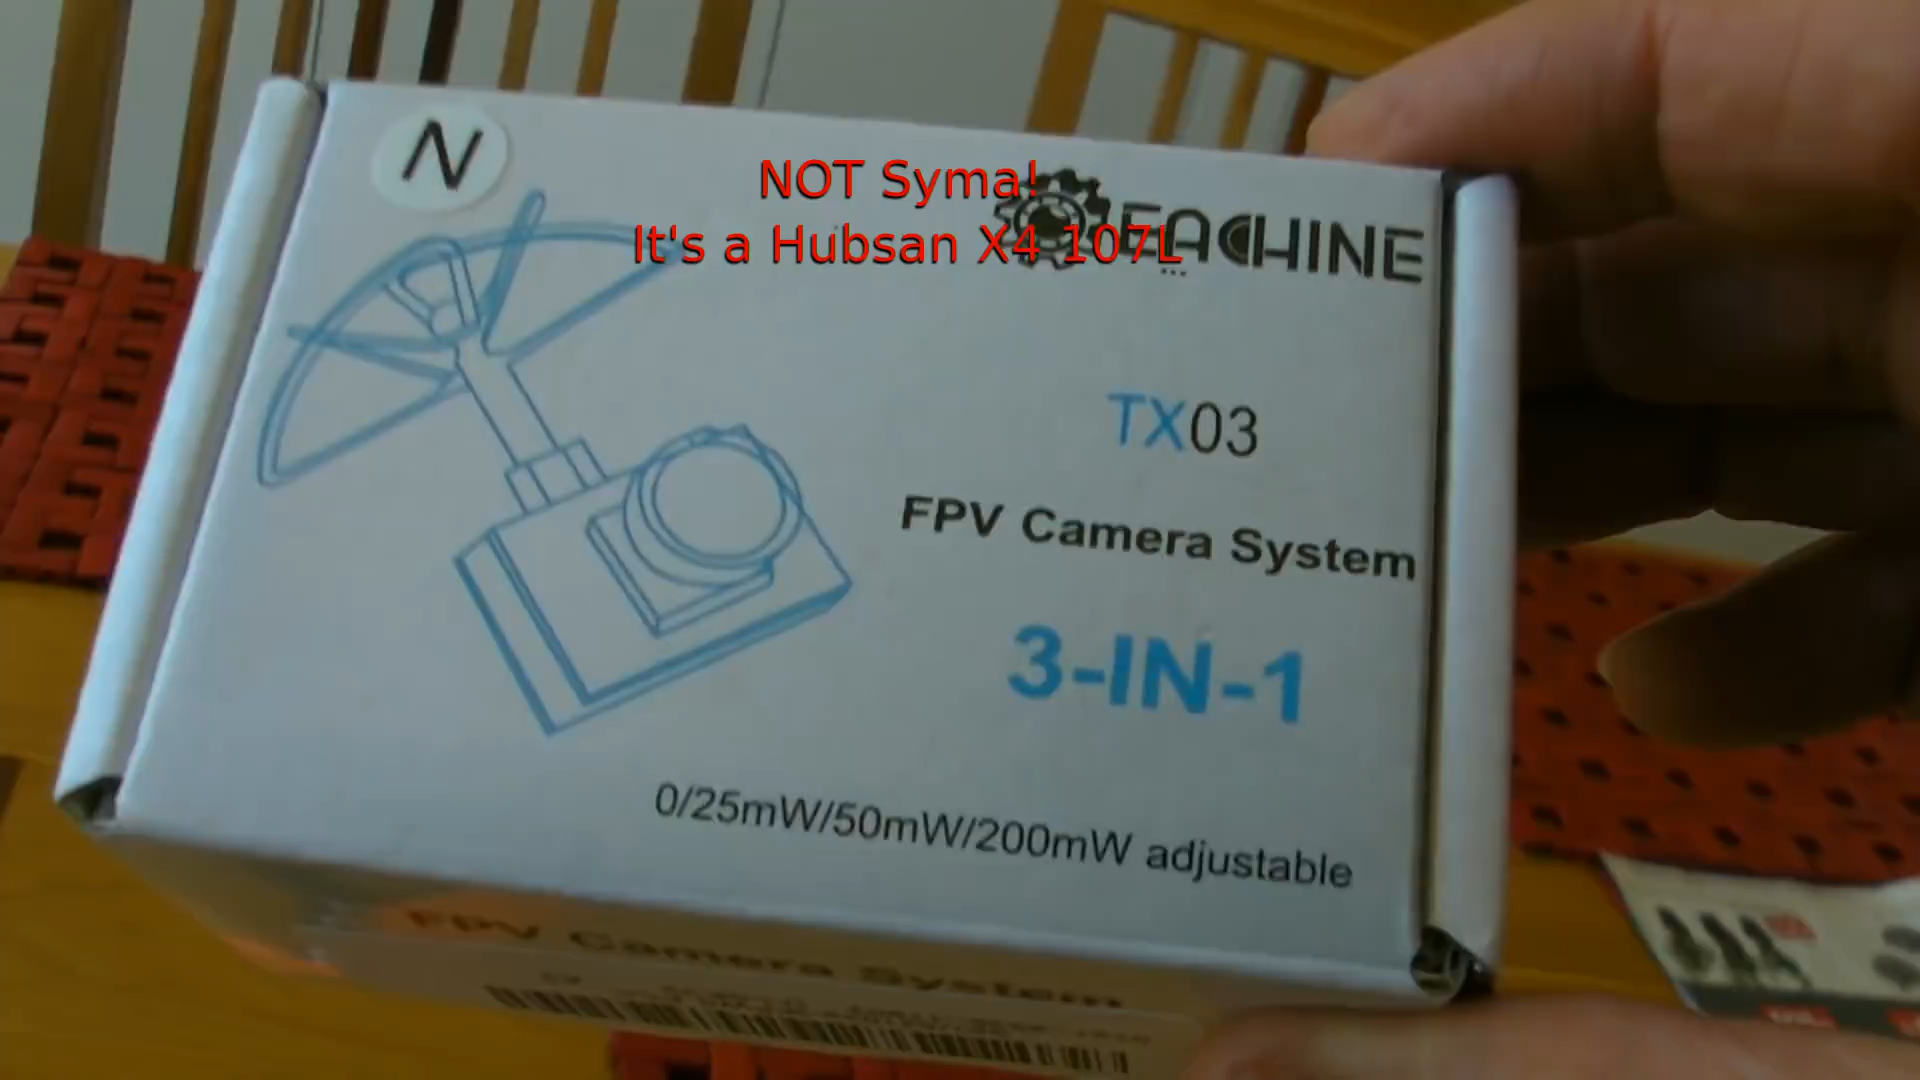 N
NOT Syma!
It's a Hubsan X4 107L
...
EACHINE
TX03
FPV Camera System
3-IN-1
0/25mW/50mW/200mW adjustable
FPV Camera System